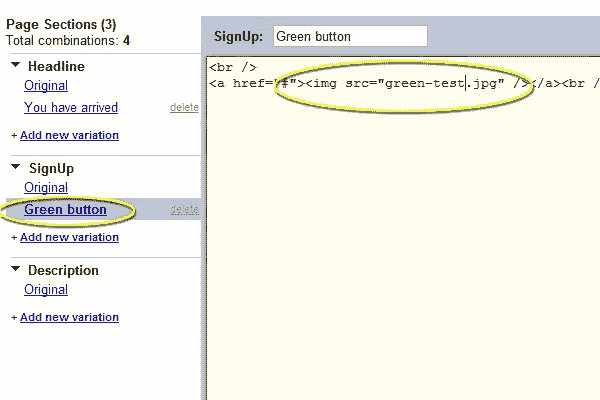 Page Sections (3)
Total combinations: 4
Headline
Original
You have arrived delete
+ Add new variation
SignUp
Original
Green button delete
+ Add new variation
Description
Original
+ Add new variation
SignUp: Green button
<br />
<a href="#"><img src="green-test.jpg" /></a><br /